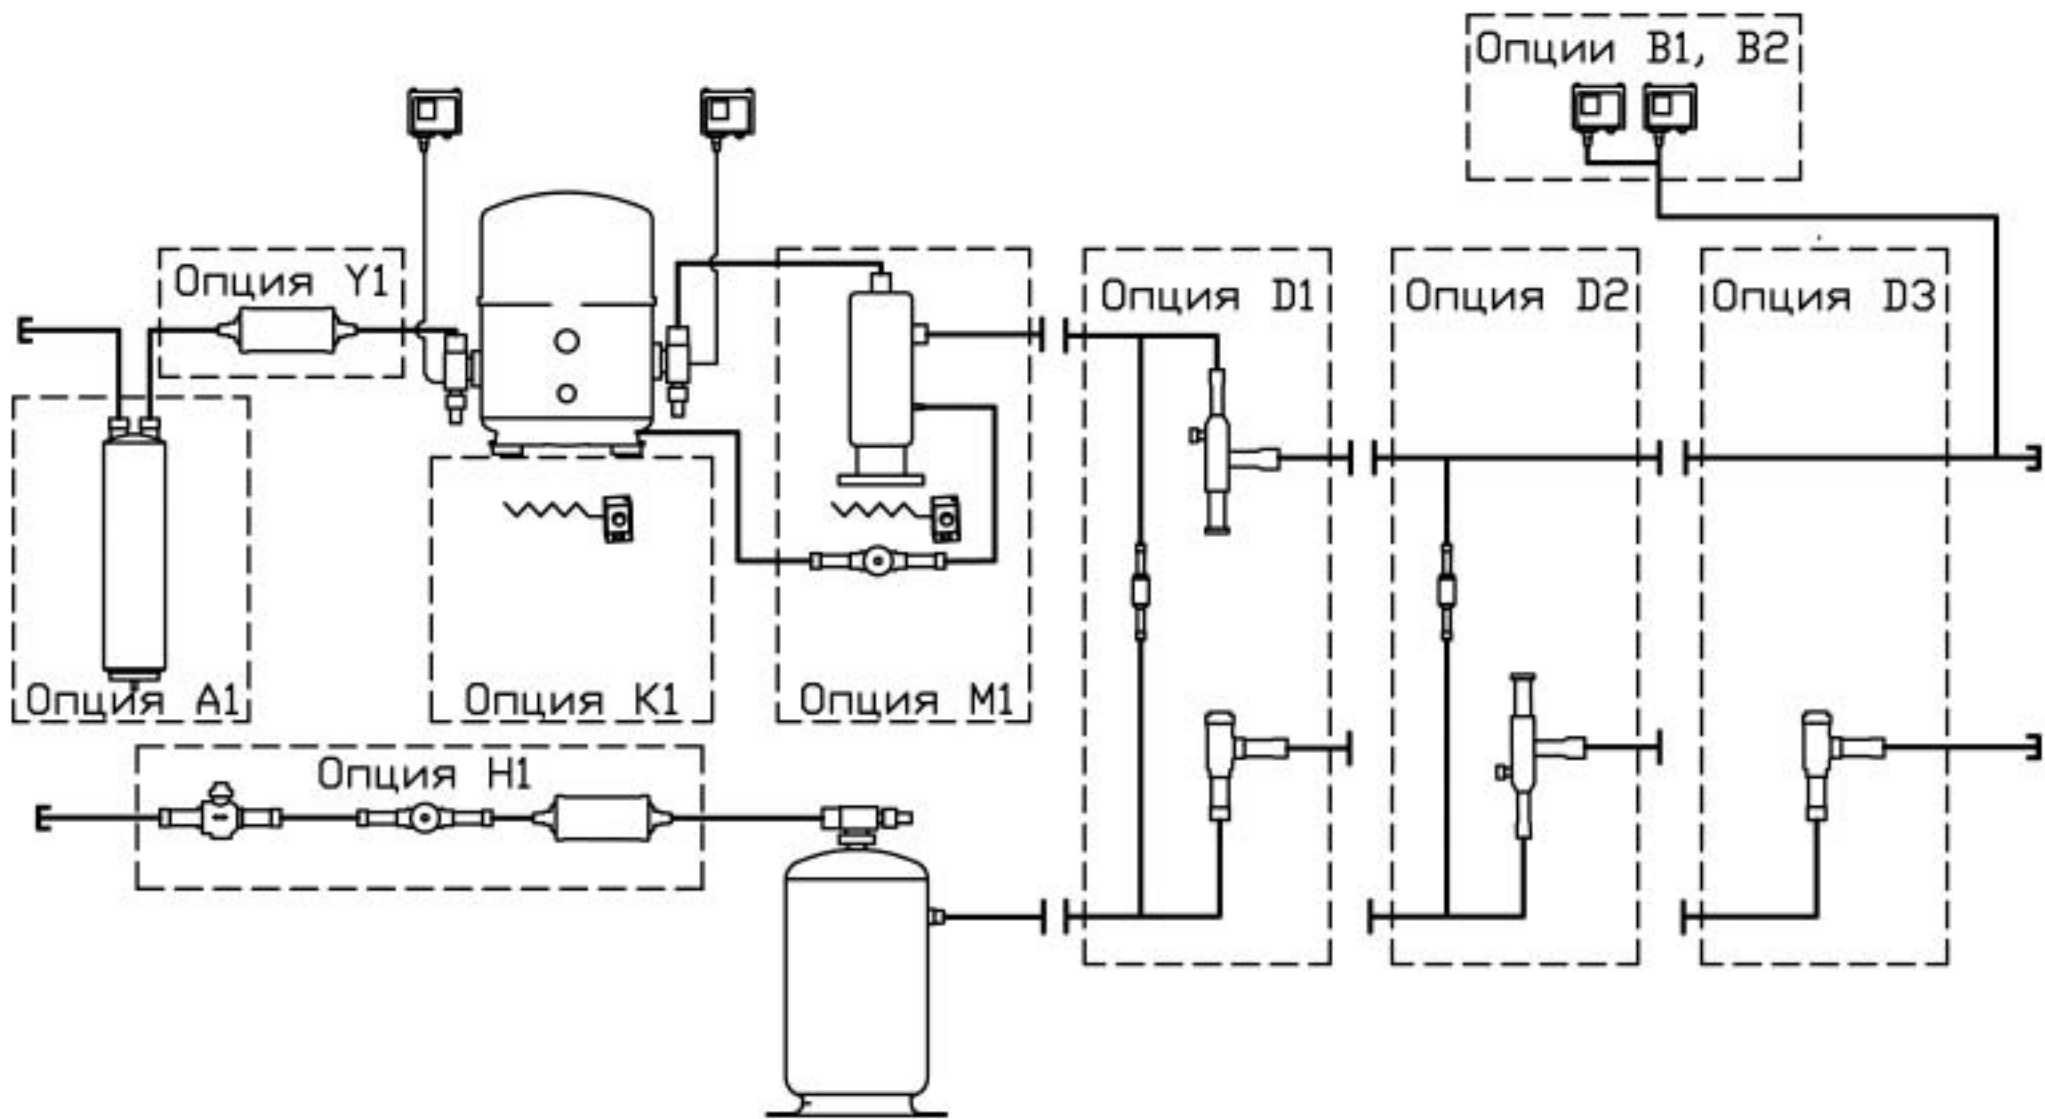 Опции B1, B2
Опция Y1
Опция D1
Опция D2
Опция D3
Опция A1
Опция K1
Опция M1
Опция H1